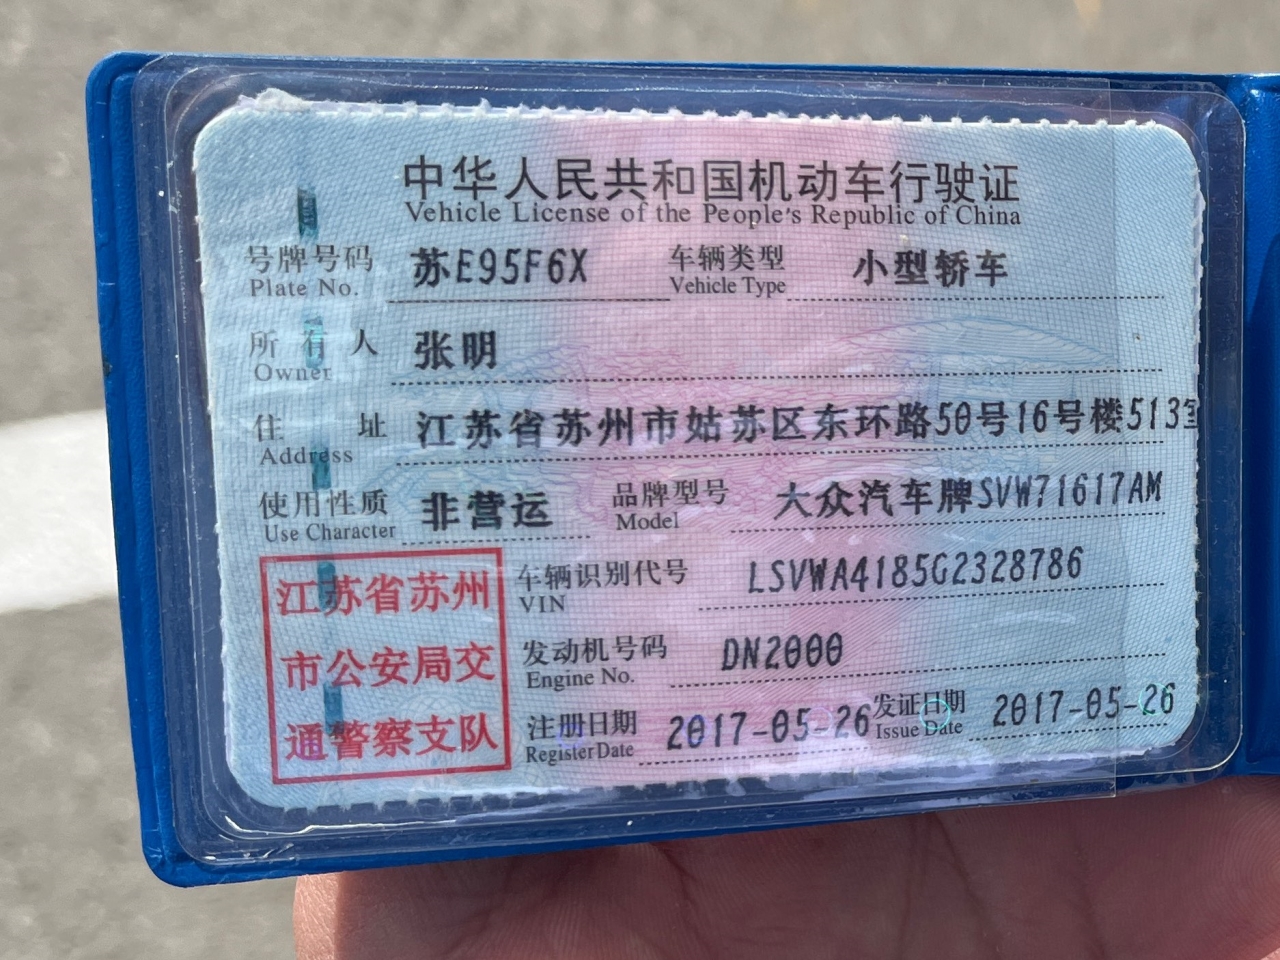 中华人民共和国机动车行驶证
Vehicle License of the People's Republic of China
号牌号码 苏E95F6X 车辆类型 小型轿车
Plate No. Vehicle Type
所有人 张明
Owner
住址 江苏省苏州市姑苏区东环路50号16号楼513室
Address
使用性质 非营运 品牌型号 大众汽车牌SVW71617AM
Use Character Model
江苏省苏州
市公安局交
通警察支队
车辆识别代号 LSVWA4185G2328786
VIN
发动机号码 DN2000
Engine No.
注册日期 2017-05-26 发证日期 2017-05-26
Register Date Issue Date